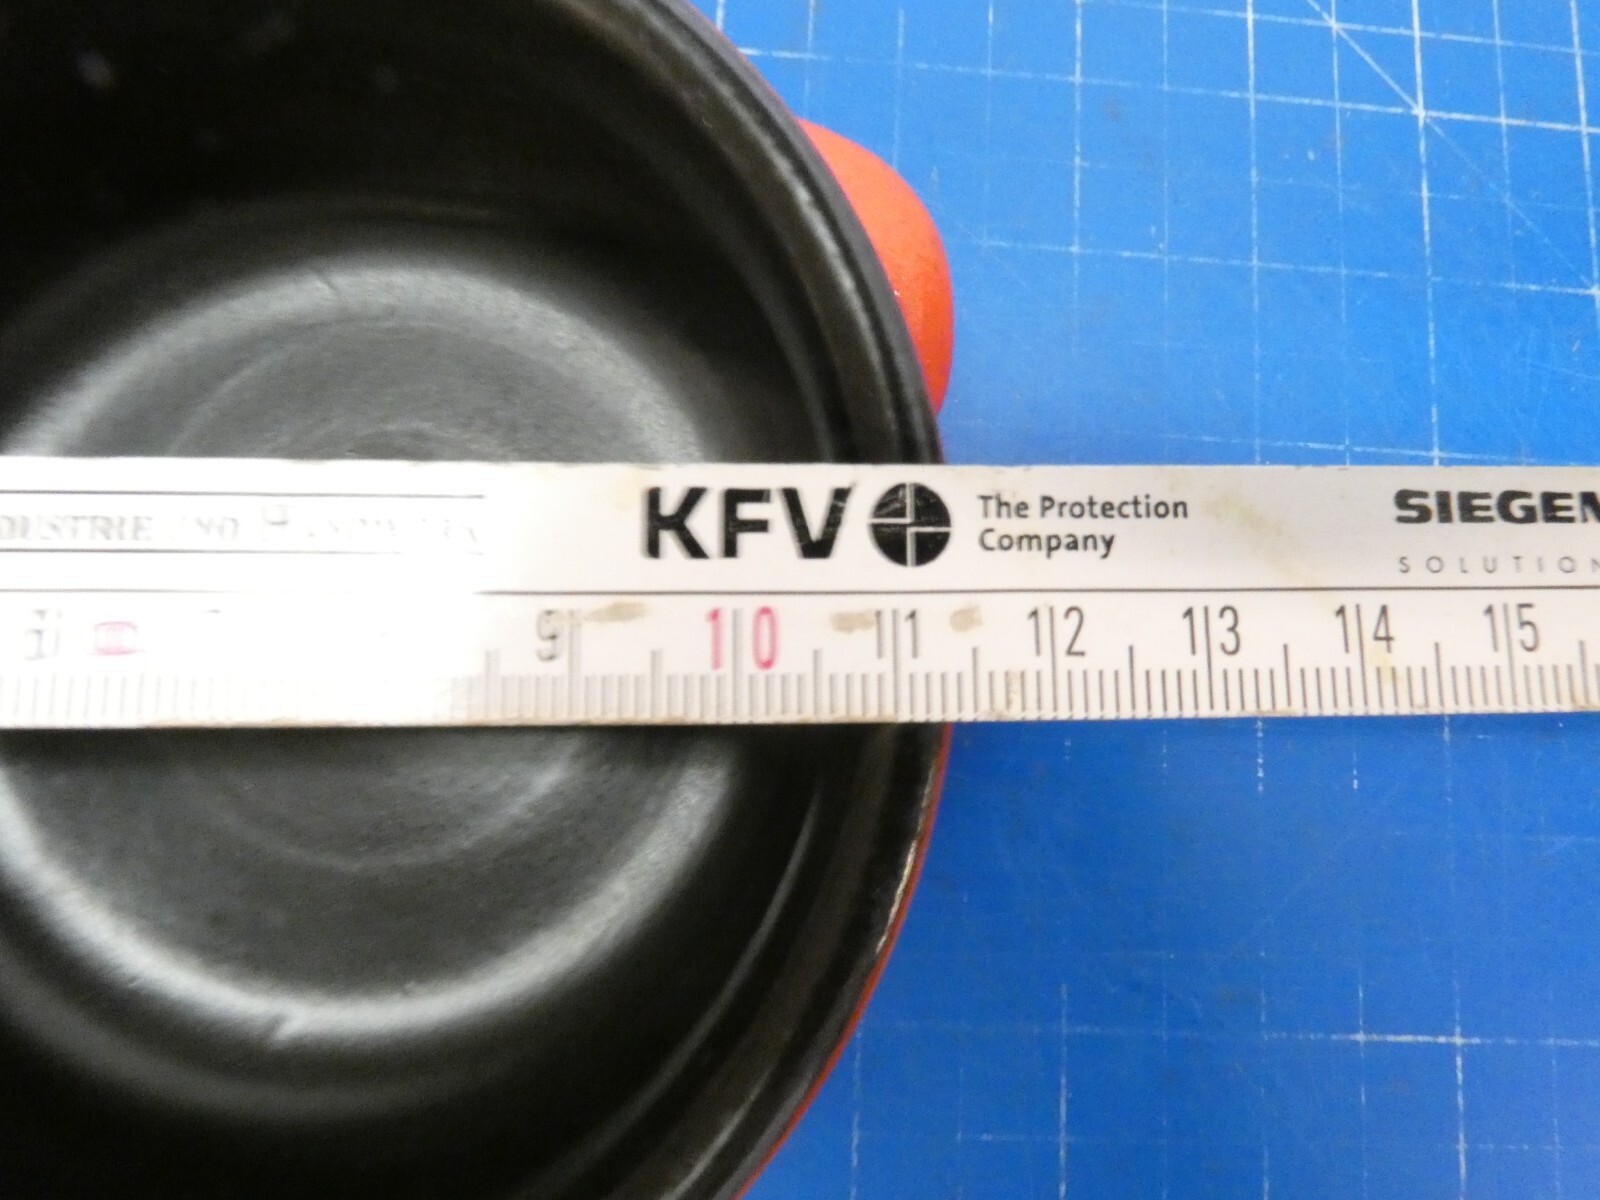 KFV The Protection
Company
SIEGEN
SOLUTION
9 10 11 12 13 14 15